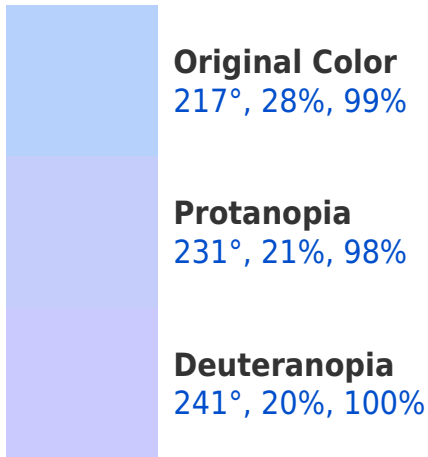 Original Color
217°, 28%, 99%
Protanopia
231°, 21%, 98%
Deuteranopia
241°, 20%, 100%